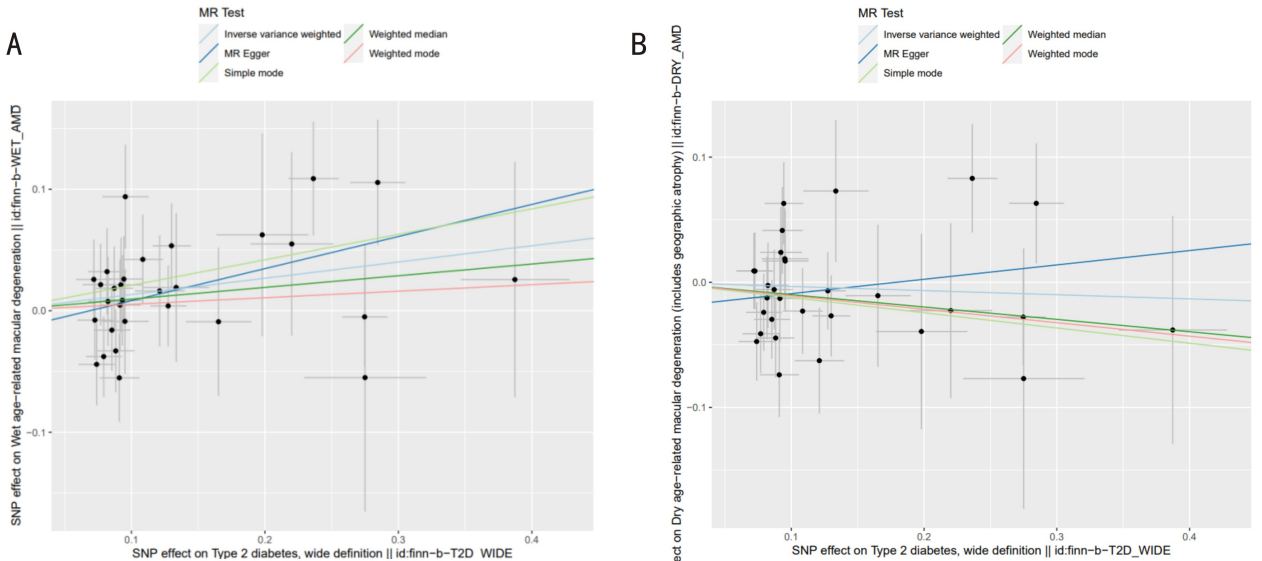 A
MR Test
Inverse variance weighted
Weighted median
MR Egger
Weighted mode
Simple mode
SNP effect on Wet age-related macular degeneration || id:finn-b-WET_AMD
0.1
0.0
-0.1
0.1
0.2
0.3
0.4
SNP effect on Type 2 diabetes, wide definition || id:finn-b-T2D_WIDE
B
MR Test
Inverse variance weighted
Weighted median
MR Egger
Weighted mode
Simple mode
ect on Dry age-related macular degeneration (includes geographic atrophy) || id:finn-b-DRY_AMD
0.1
0.0
-0.1
0.1
0.2
0.3
0.4
SNP effect on Type 2 diabetes, wide definition || id:finn-b-T2D_WIDE